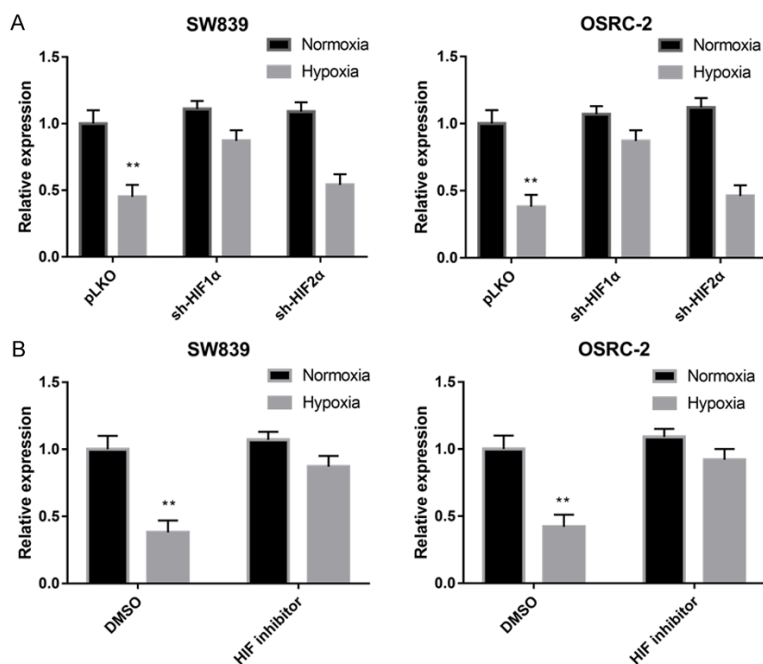 A
SW839
Normoxia
Hypoxia
Relative expression
1.5
1.0
0.5
0.0
**
pLKO
sh-HIF1α
sh-HIF2α
OSRC-2
Normoxia
Hypoxia
Relative expression
1.5
1.0
0.5
0.0
**
pLKO
sh-HIF1α
sh-HIF2α
B
SW839
Normoxia
Hypoxia
Relative expression
1.5
1.0
0.5
0.0
**
DMSO
HIF inhibitor
OSRC-2
Normoxia
Hypoxia
Relative expression
1.5
1.0
0.5
0.0
**
DMSO
HIF inhibitor